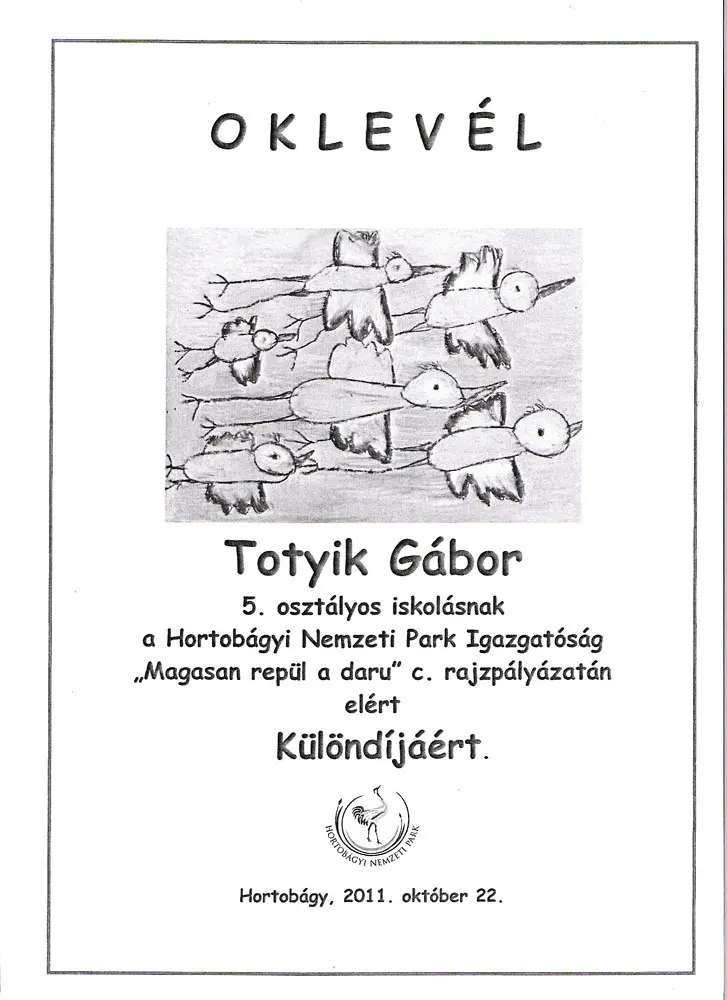 OKLEVÉL
Totyik Gábor
5. osztályos iskolásnak
a Hortobágyi Nemzeti Park Igazgatóság
„Magasan repül a daru” c. rajzpályázatán
elért
Különdíjáért.
HORTOBÁGYI NEMZETI PARK
Hortobágy, 2011. október 22.